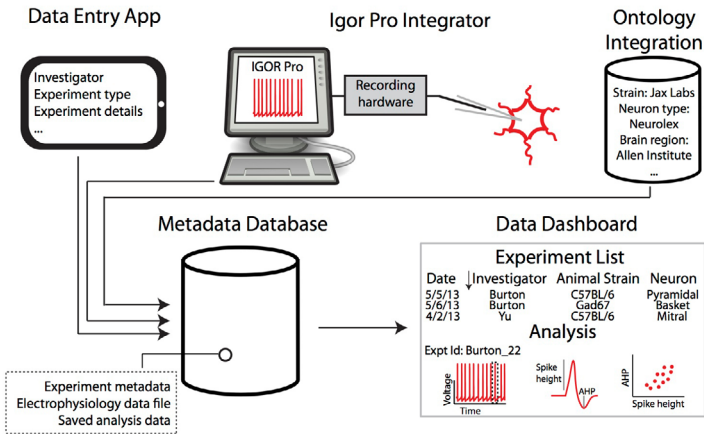 Data Entry App
Igor Pro Integrator
Ontology
Integration
Investigator
Experiment type
Experiment details
...
IGOR Pro
Recording
hardware
Strain: Jax Labs
Neuron type:
Neurolex
Brain region:
Allen Institute
...
Metadata Database
Data Dashboard
Experiment List
Date Investigator Animal Strain Neuron
5/5/13 Burton C57BL/6 Pyramidal
5/6/13 Burton Gad67 Basket
4/2/13 Yu C57BL/6 Mitral
Analysis
Expt Id: Burton_22
Voltage
Time
Spike
height
AHP
AHP
Spike height
Experiment metadata
Electrophysiology data file
Saved analysis data